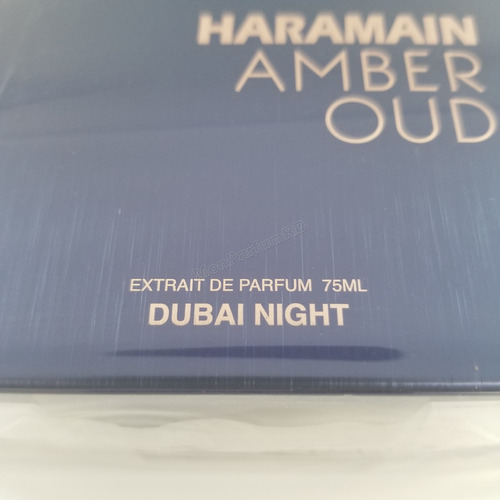 HARAMAIN
AMBER
OUD
EXTRAIT DE PARFUM 75ML
DUBAI NIGHT